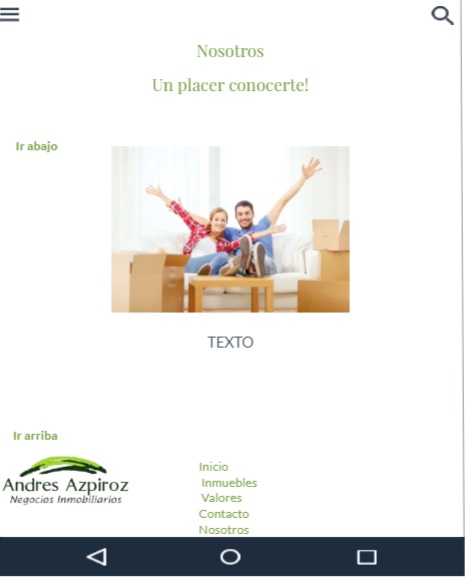 Nosotros
Un placer conocerte!
Ir abajo
TEXTO
Ir arriba
Andres Azpiroz
Negocios Inmobiliarios
Inicio
Inmuebles
Valores
Contacto
Nosotros